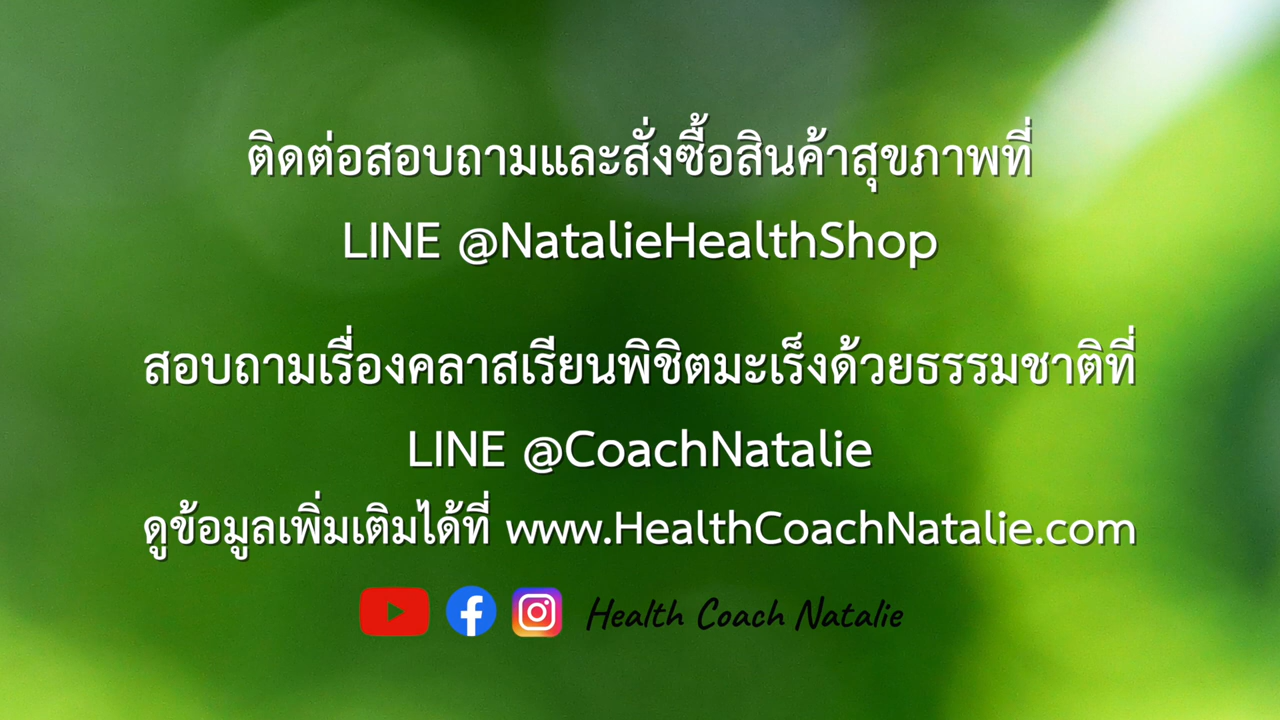 ติดต่อสอบถามและสั่งซื้อสินค้าสุขภาพที่
LINE @NatalieHealthShop
สอบถามเรื่องคลาสเรียนพิชิตมะเร็งด้วยธรรมชาติที่
LINE @CoachNatalie
ดูข้อมูลเพิ่มเติมได้ที่ www.HealthCoachNatalie.com
Health Coach Natalie